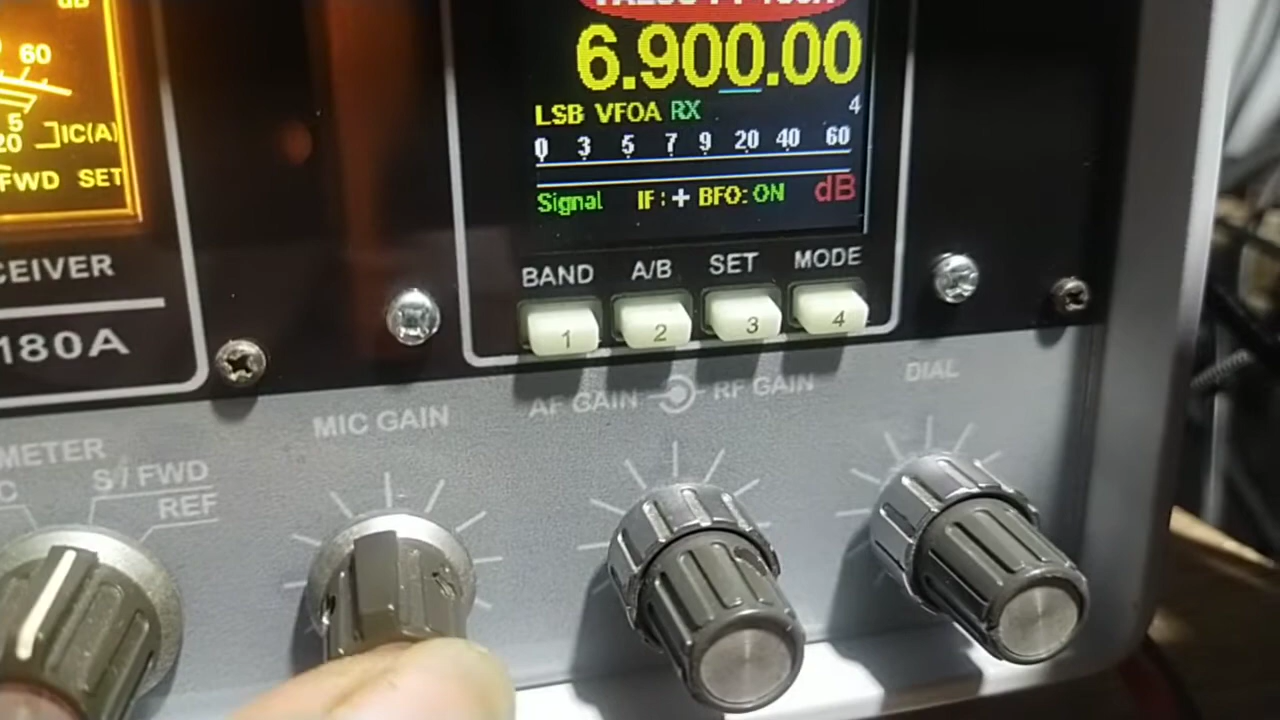 dB
60
5
20 IC(A)
FWD SET
CEIVER
180A
6.900.00
LSB VFOA RX 4
0 3 5 7 9 20 40 60
Signal IF:+ BFO: ON dB
BAND A/B SET MODE
1 2 3 4
AF GAIN RF GAIN
DIAL
MIC GAIN
METER
C S/FWD
REF